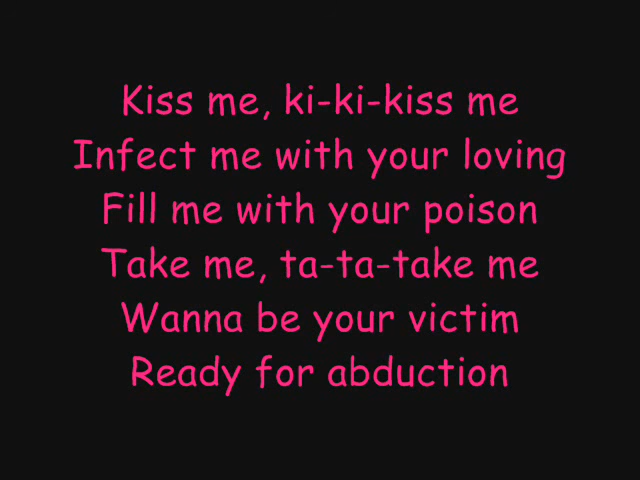 Kiss me, ki-ki-kiss me
Infect me with your loving
Fill me with your poison
Take me, ta-ta-take me
Wanna be your victim
Ready for abduction